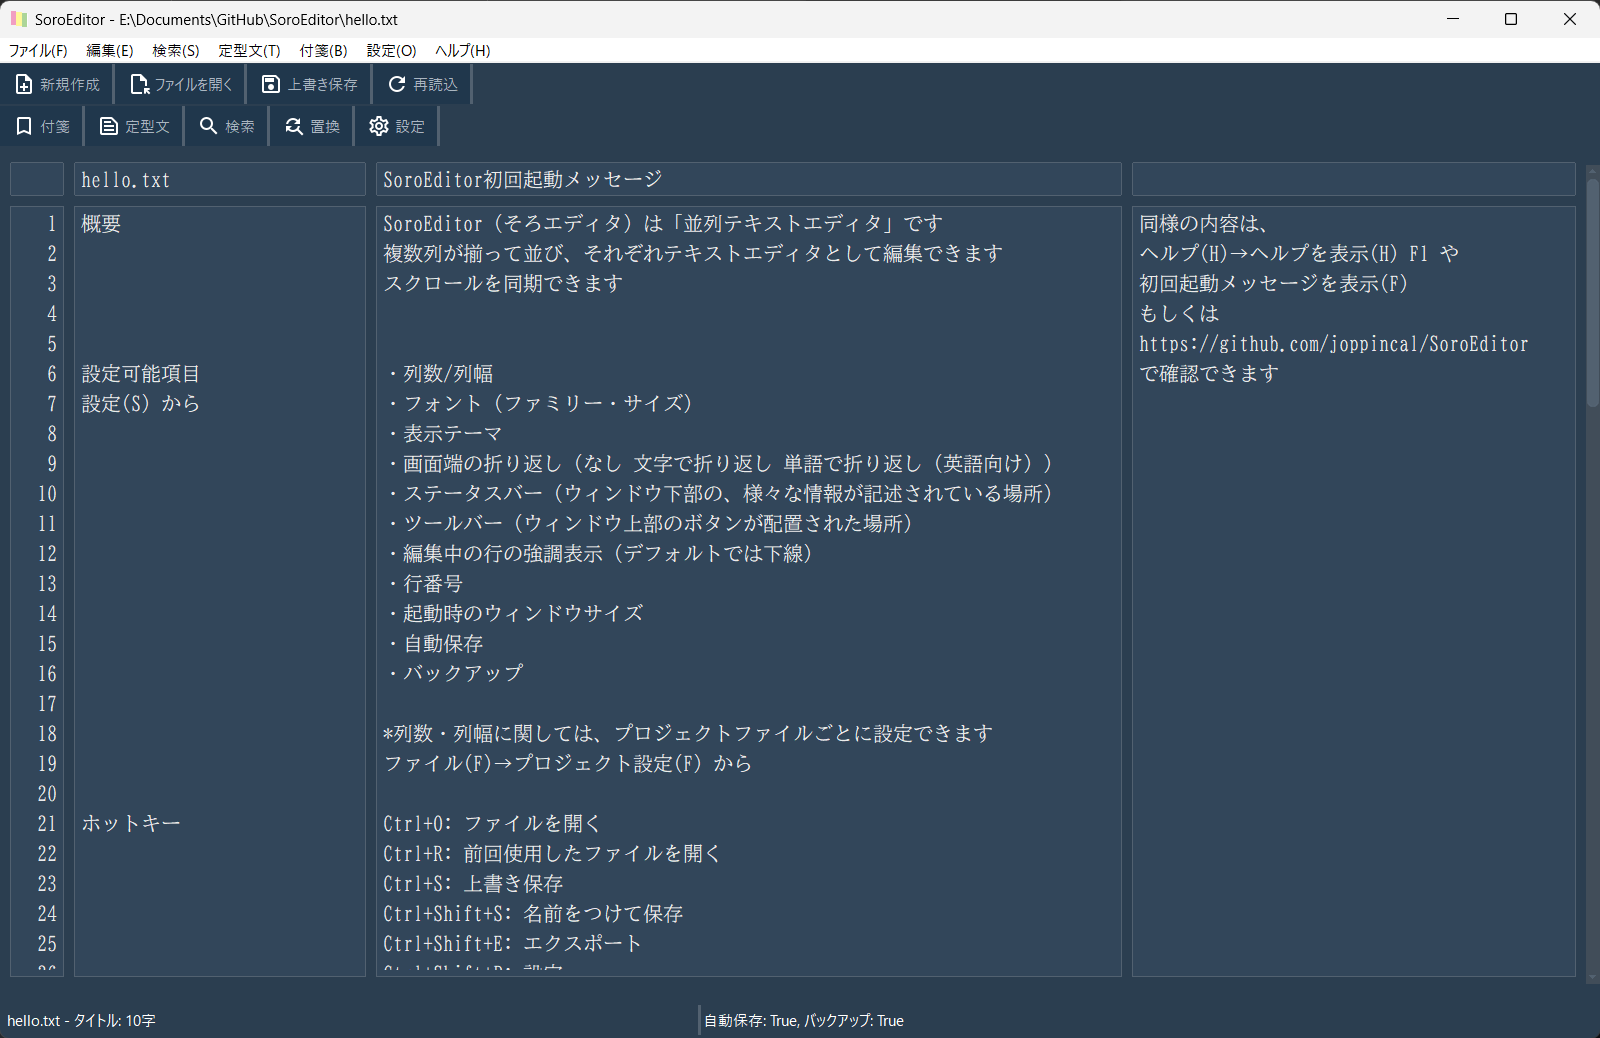 SoroEditor - E:\Documents\GitHub\SoroEditor\hello.txt
ファイル(F) 編集(E) 検索(S) 定型文(T) 付箋(B) 設定(O) ヘルプ(H)
新規作成 ファイルを開く 上書き保存 再読込
付箋 定型文 検索 置換 設定
hello.txt SoroEditor初回起動メッセージ
1 概要 SoroEditor（そろエディタ）は「並列テキストエディタ」です 同様の内容は、
2 複数列が揃って並び、それぞれテキストエディタとして編集できます ヘルプ(H)→ヘルプを表示(H) F1 や
3 スクロールを同期できます 初回起動メッセージを表示(F)
4 もしくは
5 https://github.com/joppincal/SoroEditor
6 設定可能項目 ・列数/列幅 で確認できます
7 設定(S) から ・フォント（ファミリー・サイズ）
8 ・表示テーマ
9 ・画面端の折り返し（なし 文字で折り返し 単語で折り返し（英語向け））
10 ・ステータスバー（ウィンドウ下部の、様々な情報が記述されている場所）
11 ・ツールバー（ウィンドウ上部のボタンが配置された場所）
12 ・編集中の行の強調表示（デフォルトでは下線）
13 ・行番号
14 ・起動時のウィンドウサイズ
15 ・自動保存
16 ・バックアップ
17
18 *列数・列幅に関しては、プロジェクトファイルごとに設定できます
19 ファイル(F)→プロジェクト設定(F) から
20
21 ホットキー Ctrl+O: ファイルを開く
22 Ctrl+R: 前回使用したファイルを開く
23 Ctrl+S: 上書き保存
24 Ctrl+Shift+S: 名前をつけて保存
25 Ctrl+Shift+E: エクスポート
hello.txt - タイトル: 10字 自動保存: True, バックアップ: True